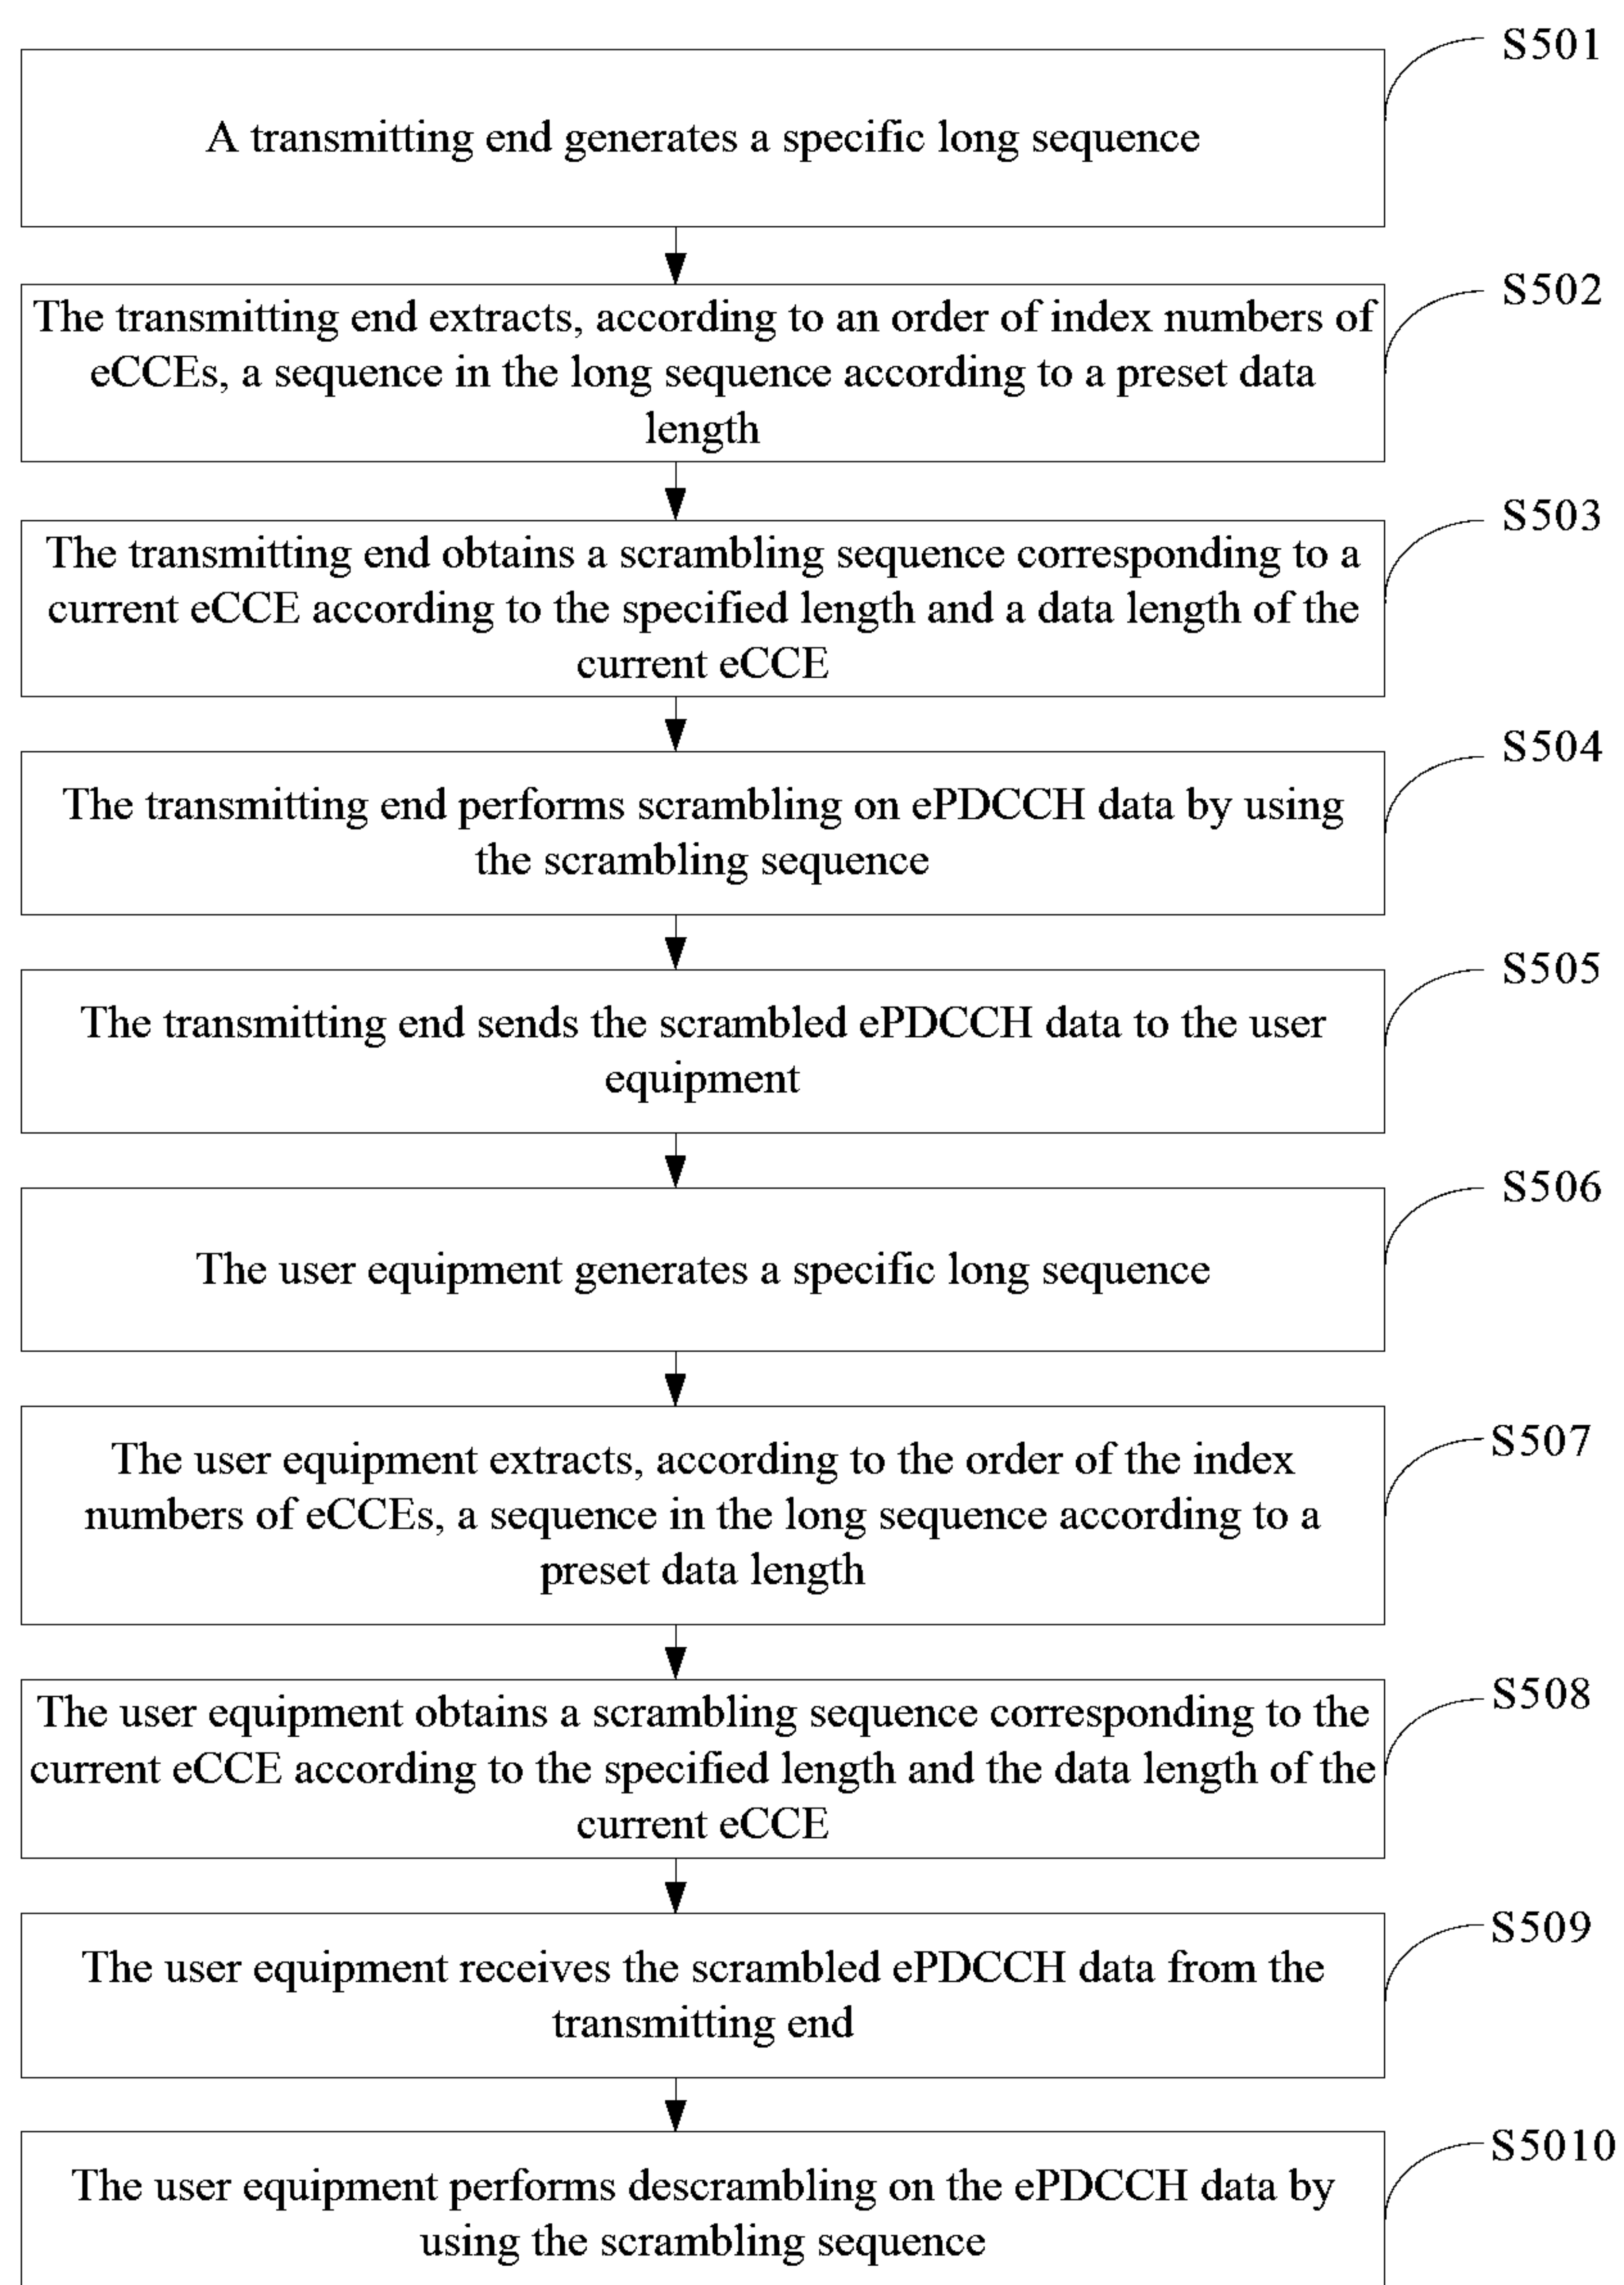 S501
A transmitting end generates a specific long sequence
S502
The transmitting end extracts, according to an order of index numbers of
eCCEs, a sequence in the long sequence according to a preset data
length
S503
The transmitting end obtains a scrambling sequence corresponding to a
current eCCE according to the specified length and a data length of the
current eCCE
S504
The transmitting end performs scrambling on ePDCCH data by using
the scrambling sequence
S505
The transmitting end sends the scrambled ePDCCH data to the user
equipment
S506
The user equipment generates a specific long sequence
S507
The user equipment extracts, according to the order of the index
numbers of eCCEs, a sequence in the long sequence according to a
preset data length
S508
The user equipment obtains a scrambling sequence corresponding to the
current eCCE according to the specified length and the data length of the
current eCCE
S509
The user equipment receives the scrambled ePDCCH data from the
transmitting end
S5010
The user equipment performs descrambling on the ePDCCH data by
using the scrambling sequence